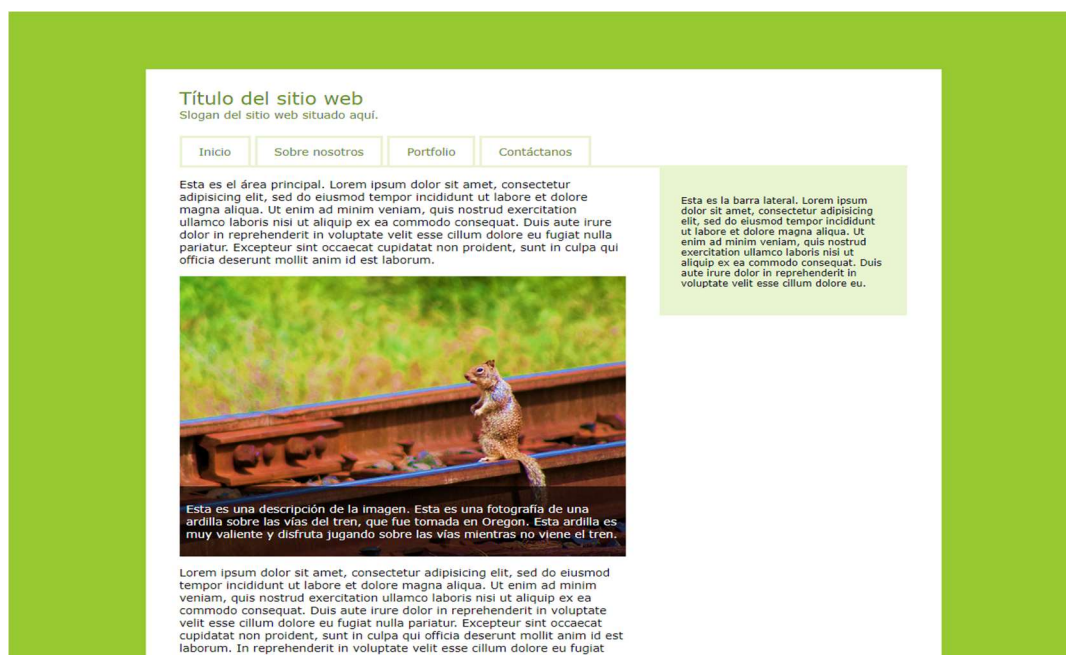 Título del sitio web
Slogan del sitio web situado aquí.
Inicio
Sobre nosotros
Portfolio
Contáctanos
Esta es el área principal. Lorem ipsum dolor sit amet, consectetur
adipisicing elit, sed do eiusmod tempor incididunt ut labore et dolore
magna aliqua. Ut enim ad minim veniam, quis nostrud exercitation
ullamco laboris nisi ut aliquip ex ea commodo consequat. Duis aute irure
dolor in reprehenderit in voluptate velit esse cillum dolore eu fugiat nulla
pariatur. Excepteur sint occaecat cupidatat non proident, sunt in culpa qui
officia deserunt mollit anim id est laborum.
Esta es una descripción de la imagen. Esta es una fotografía de una
ardilla sobre las vías del tren, que fue tomada en Oregon. Esta ardilla es
muy valiente y disfruta jugando sobre las vías mientras no viene el tren.
Lorem ipsum dolor sit amet, consectetur adipisicing elit, sed do eiusmod
tempor incididunt ut labore et dolore magna aliqua. Ut enim ad minim
veniam, quis nostrud exercitation ullamco laboris nisi ut aliquip ex ea
commodo consequat. Duis aute irure dolor in reprehenderit in voluptate
velit esse cillum dolore eu fugiat nulla pariatur. Excepteur sint occaecat
cupidatat non proident, sunt in culpa qui officia deserunt mollit anim id est
laborum. In reprehenderit in voluptate velit esse cillum dolore eu fugiat
Esta es la barra lateral. Lorem ipsum
dolor sit amet, consectetur adipisicing
elit, sed do eiusmod tempor incididunt
ut labore et dolore magna aliqua. Ut
enim ad minim veniam, quis nostrud
exercitation ullamco laboris nisi ut
aliquip ex ea commodo consequat. Duis
aute irure dolor in reprehenderit in
voluptate velit esse cillum dolore eu.